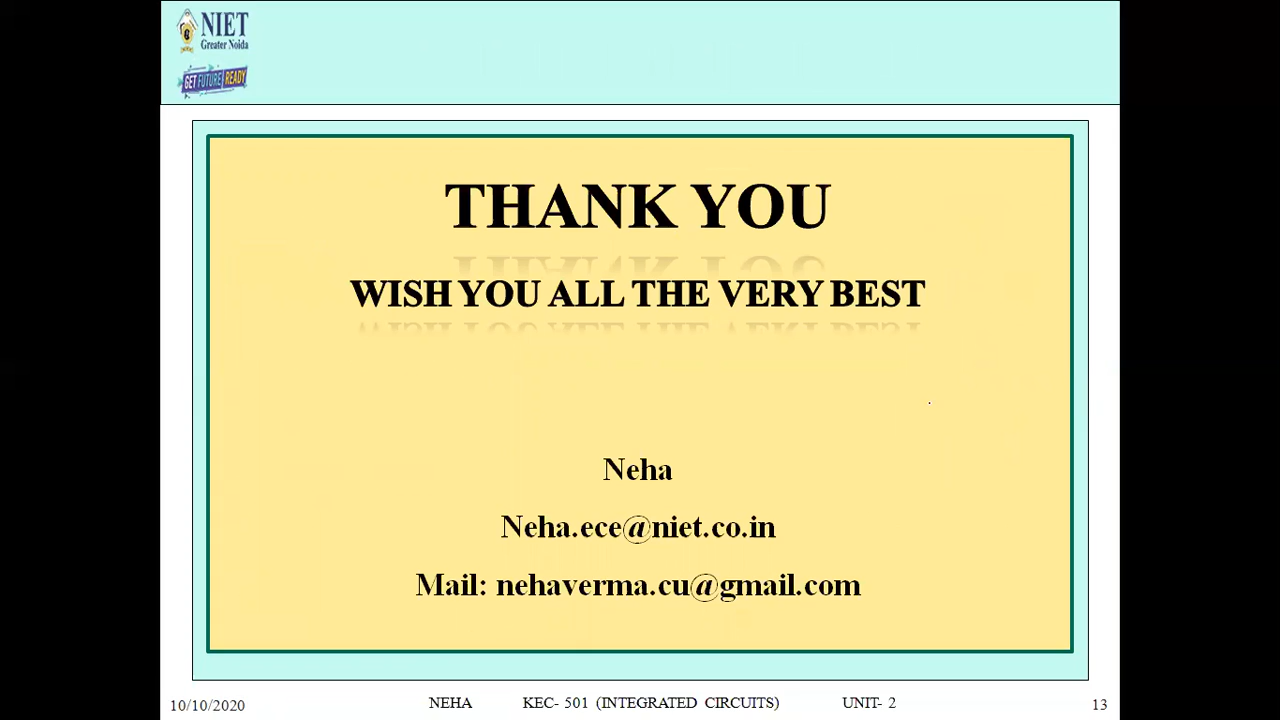 NIET
Greater Noida
GET FUTURE READY
THANK YOU
WISH YOU ALL THE VERY BEST
Neha
Neha.ece@niet.co.in
Mail: nehaverma.cu@gmail.com
10/10/2020 NEHA KEC- 501 (INTEGRATED CIRCUITS) UNIT- 2 13